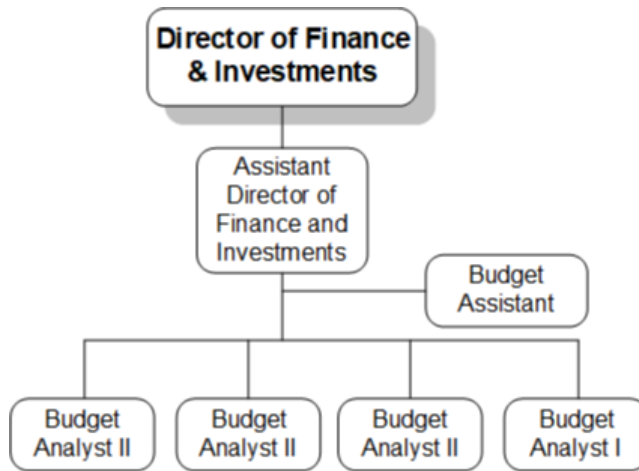 Director of Finance
& Investments
Assistant
Director of
Finance and
Investments
Budget
Assistant
Budget
Analyst II
Budget
Analyst II
Budget
Analyst II
Budget
Analyst I